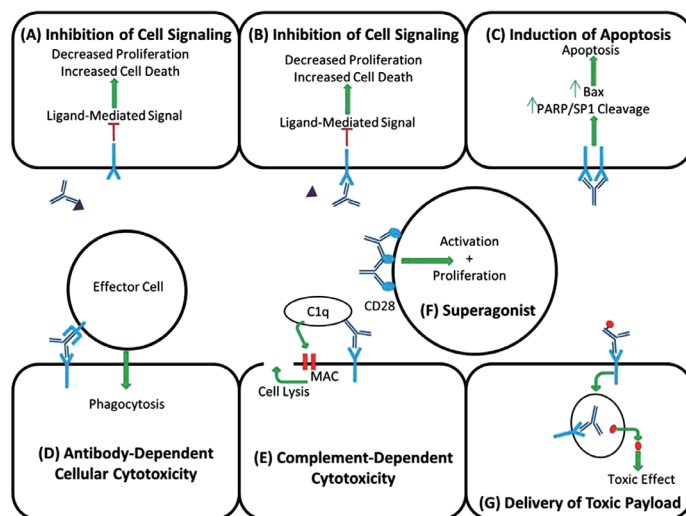 (A) Inhibition of Cell Signaling
Decreased Proliferation
Increased Cell Death
Ligand-Mediated Signal
(B) Inhibition of Cell Signaling
Decreased Proliferation
Increased Cell Death
Ligand-Mediated Signal
(C) Induction of Apoptosis
Apoptosis
Bax
PARP/SP1 Cleavage
Effector Cell
Phagocytosis
(D) Antibody-Dependent
Cellular Cytotoxicity
C1q
MAC
Cell Lysis
(E) Complement-Dependent
Cytotoxicity
CD28
Activation
+
Proliferation
(F) Superagonist
Toxic Effect
(G) Delivery of Toxic Payload